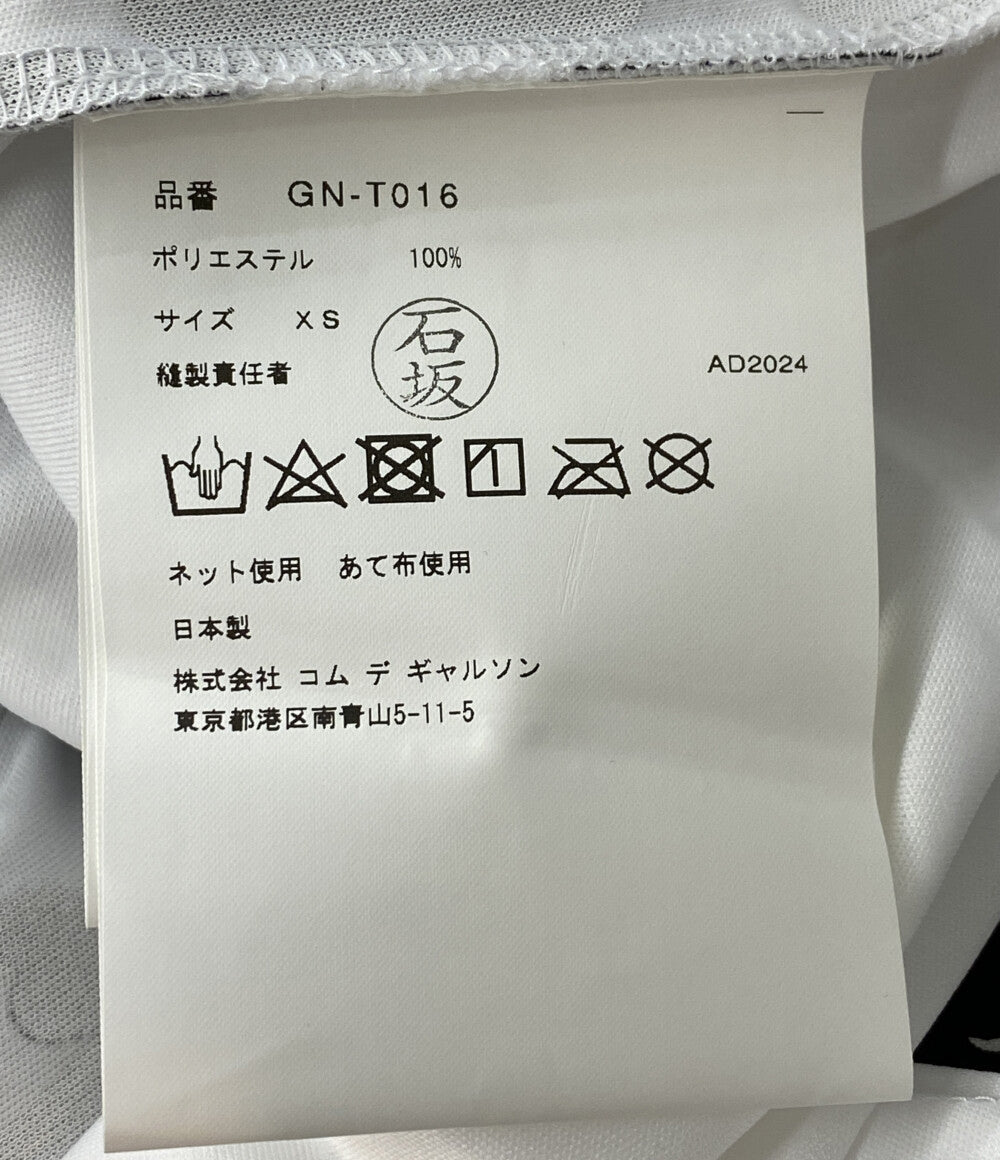 品番 GN-T016
ポリエステル 100%
サイズ XS
石坂
縫製責任者
AD2024
ネット使用 あて布使用
日本製
株式会社 コム デ ギャルソン
東京都港区南青山5-11-5